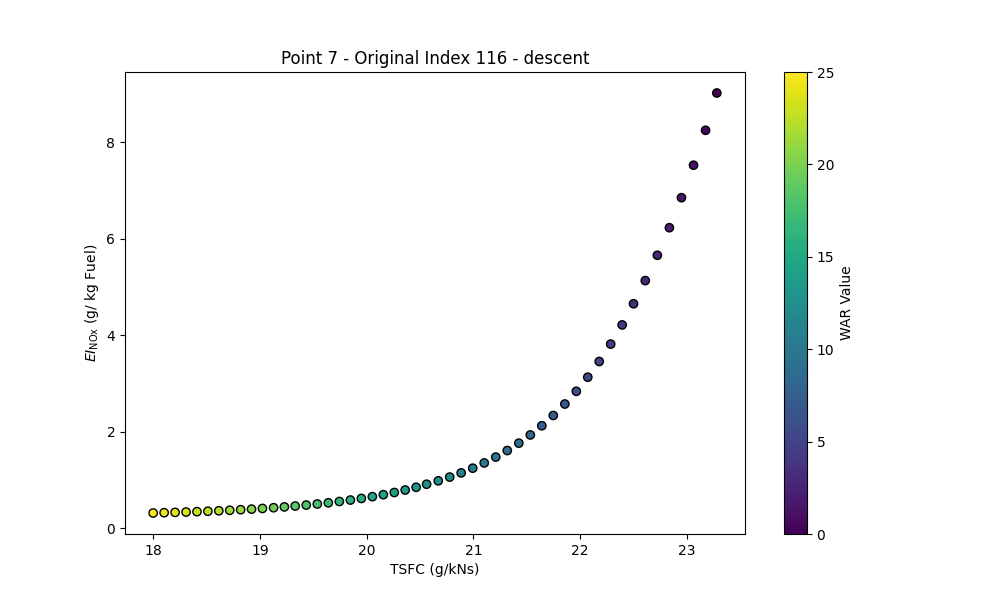 Point 7 - Original Index 116 - descent
EI_NOx (g/ kg Fuel)
8
6
4
2
0
18 19 20 21 22 23
TSFC (g/kNs)
25
20
15
10
5
0
WAR Value